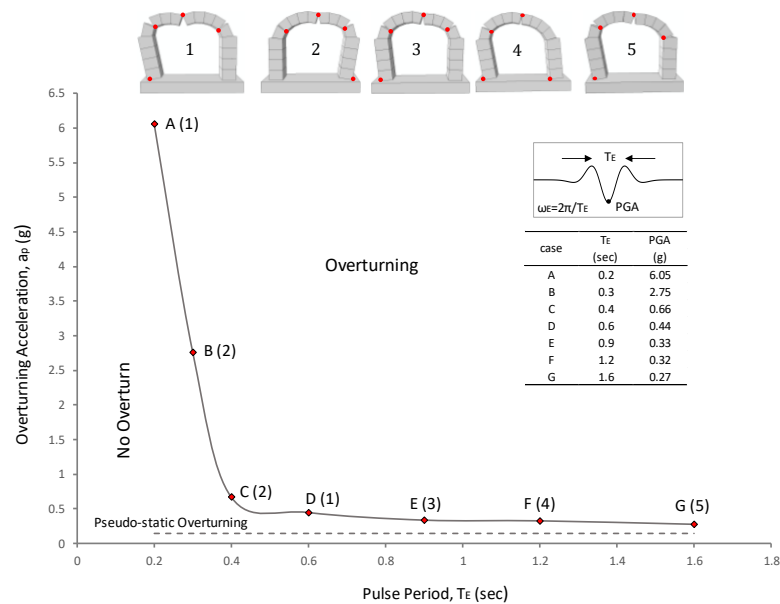 1 2 3 4 5
6.5
6
5.5
5
4.5
4
3.5
3
2.5
2
1.5
1
0.5
0
Overturning Acceleration, ap (g)
A (1)
B (2)
C (2)
D (1)
E (3)
F (4)
G (5)
No Overturn
Overturning
Pseudo-static Overturning
TE
ωE=2π/TE
PGA
case TE (sec) PGA (g)
A 0.2 6.05
B 0.3 2.75
C 0.4 0.66
D 0.6 0.44
E 0.9 0.33
F 1.2 0.32
G 1.6 0.27
0 0.2 0.4 0.6 0.8 1 1.2 1.4 1.6 1.8
Pulse Period, TE (sec)